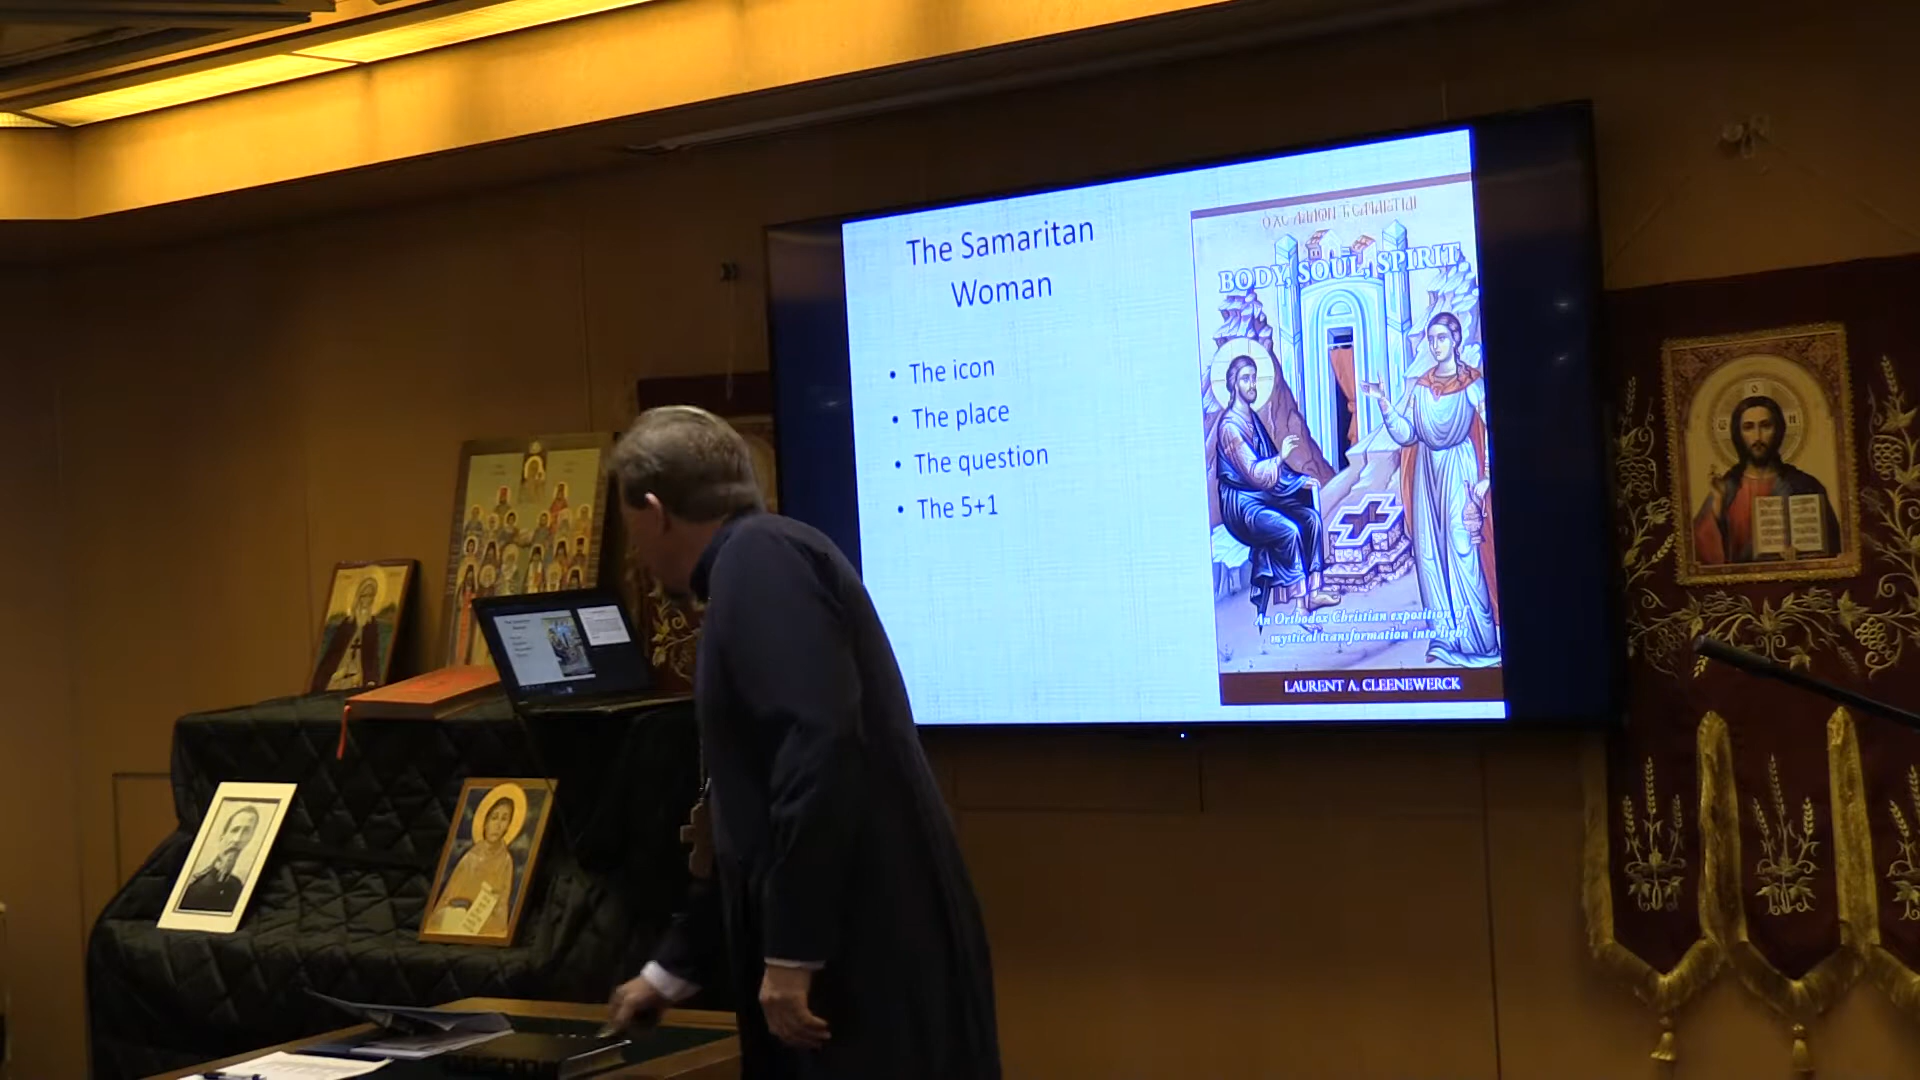 The Samaritan
Woman
• The icon
• The place
• The question
• The 5+1
BODY, SOUL, SPIRIT.
An Orthodox Christian exposition of
mystical transformation into light
LAURENT A. CLEENEWERCK